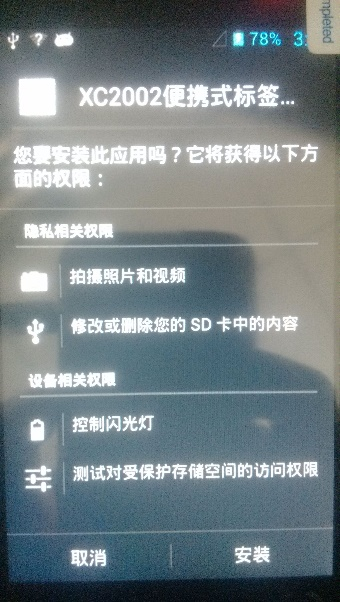 mpleted
78%
XC2002便携式标签...
您要安装此应用吗？它将获得以下方
面的权限：
隐私相关权限
拍摄照片和视频
修改或删除您的 SD 卡中的内容
设备相关权限
控制闪光灯
测试对受保护存储空间的访问权限
取消
安装